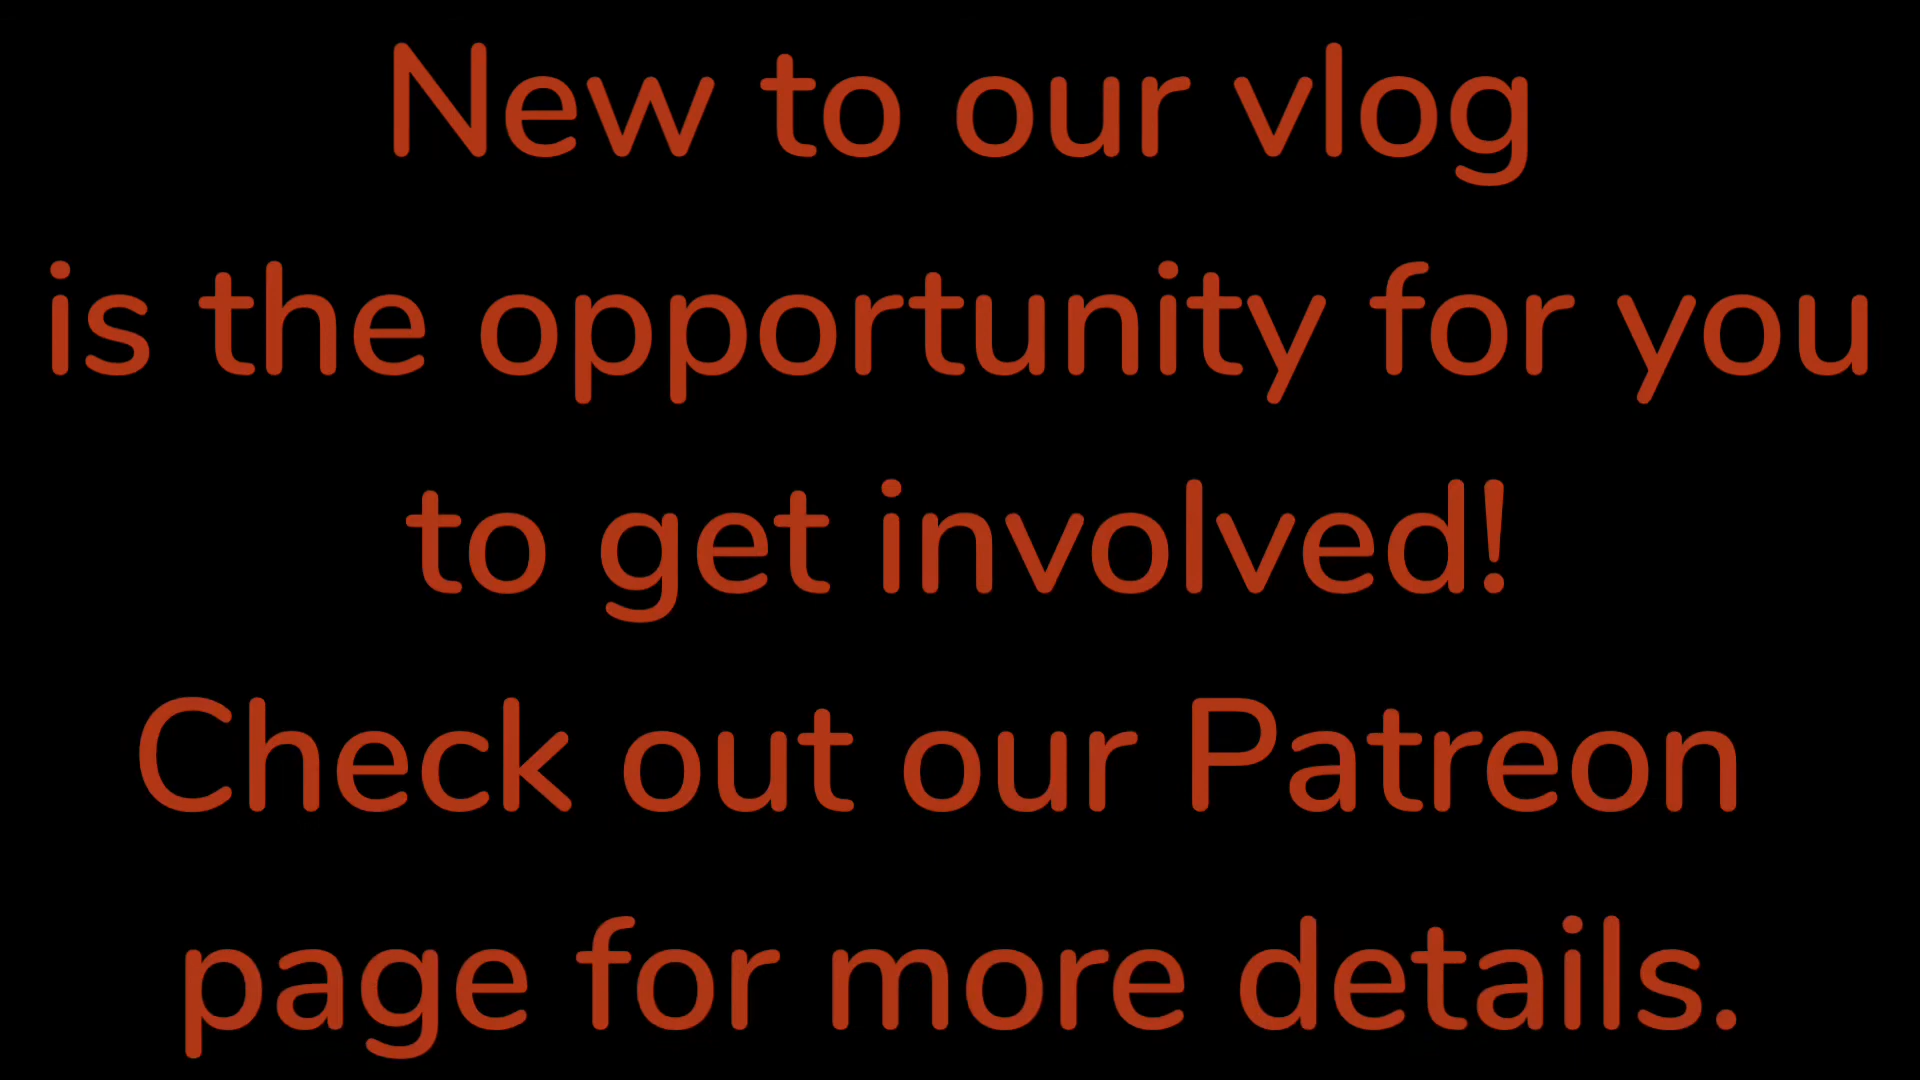 New to our vlog
is the opportunity for you
to get involved!
Check out our Patreon
page for more details.